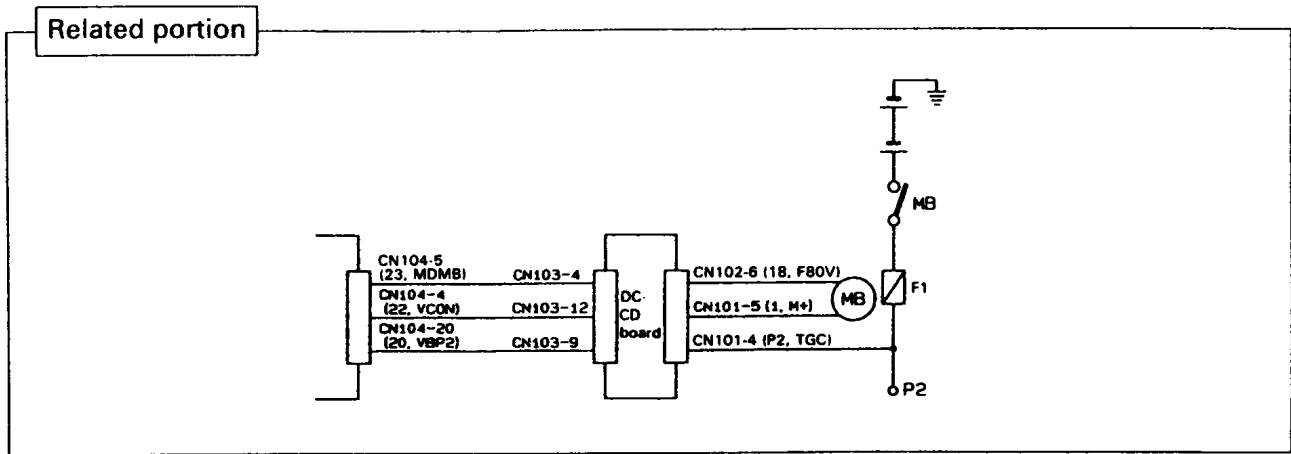 Related portion
MB
CN104-5
(23, MDMB)
CN103-4
CN102-6 (18, F80V)
F1
CN104-4
(22, VCON)
CN103-12
DC-
CD
board
CN101-5 (1, M+)
MB
CN104-20
(20, VBP2)
CN103-9
CN101-4 (P2, TGC)
P2